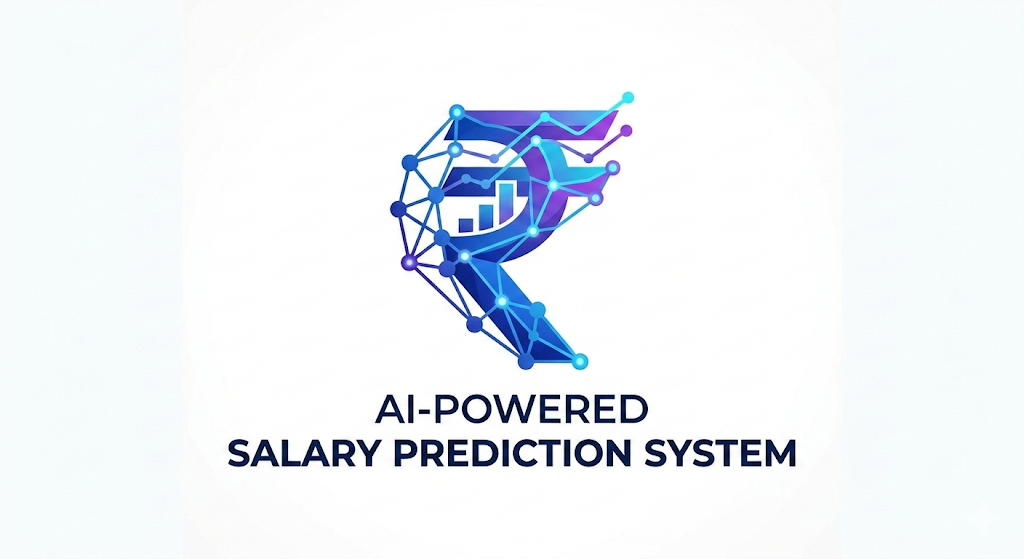 AI-POWERED
SALARY PREDICTION SYSTEM